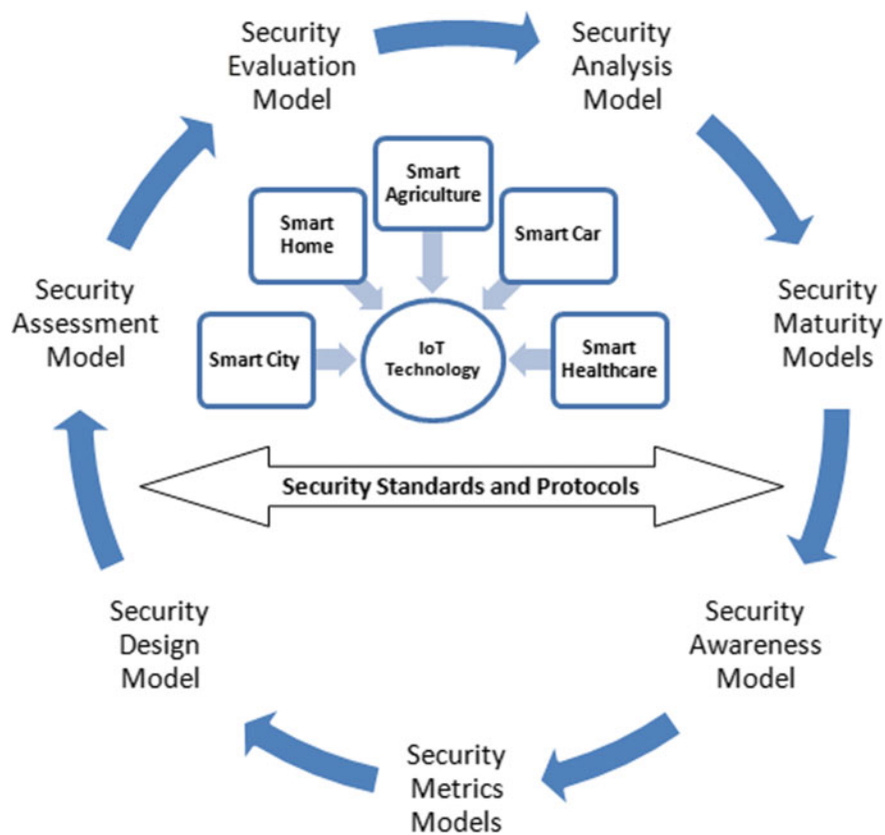 Security
Evaluation
Model
Security
Analysis
Model
Smart
Agriculture
Smart
Home
Smart Car
Security
Assessment
Model
Security
Maturity
Models
Smart City
IoT
Technology
Smart
Healthcare
Security Standards and Protocols
Security
Design
Model
Security
Awareness
Model
Security
Metrics
Models